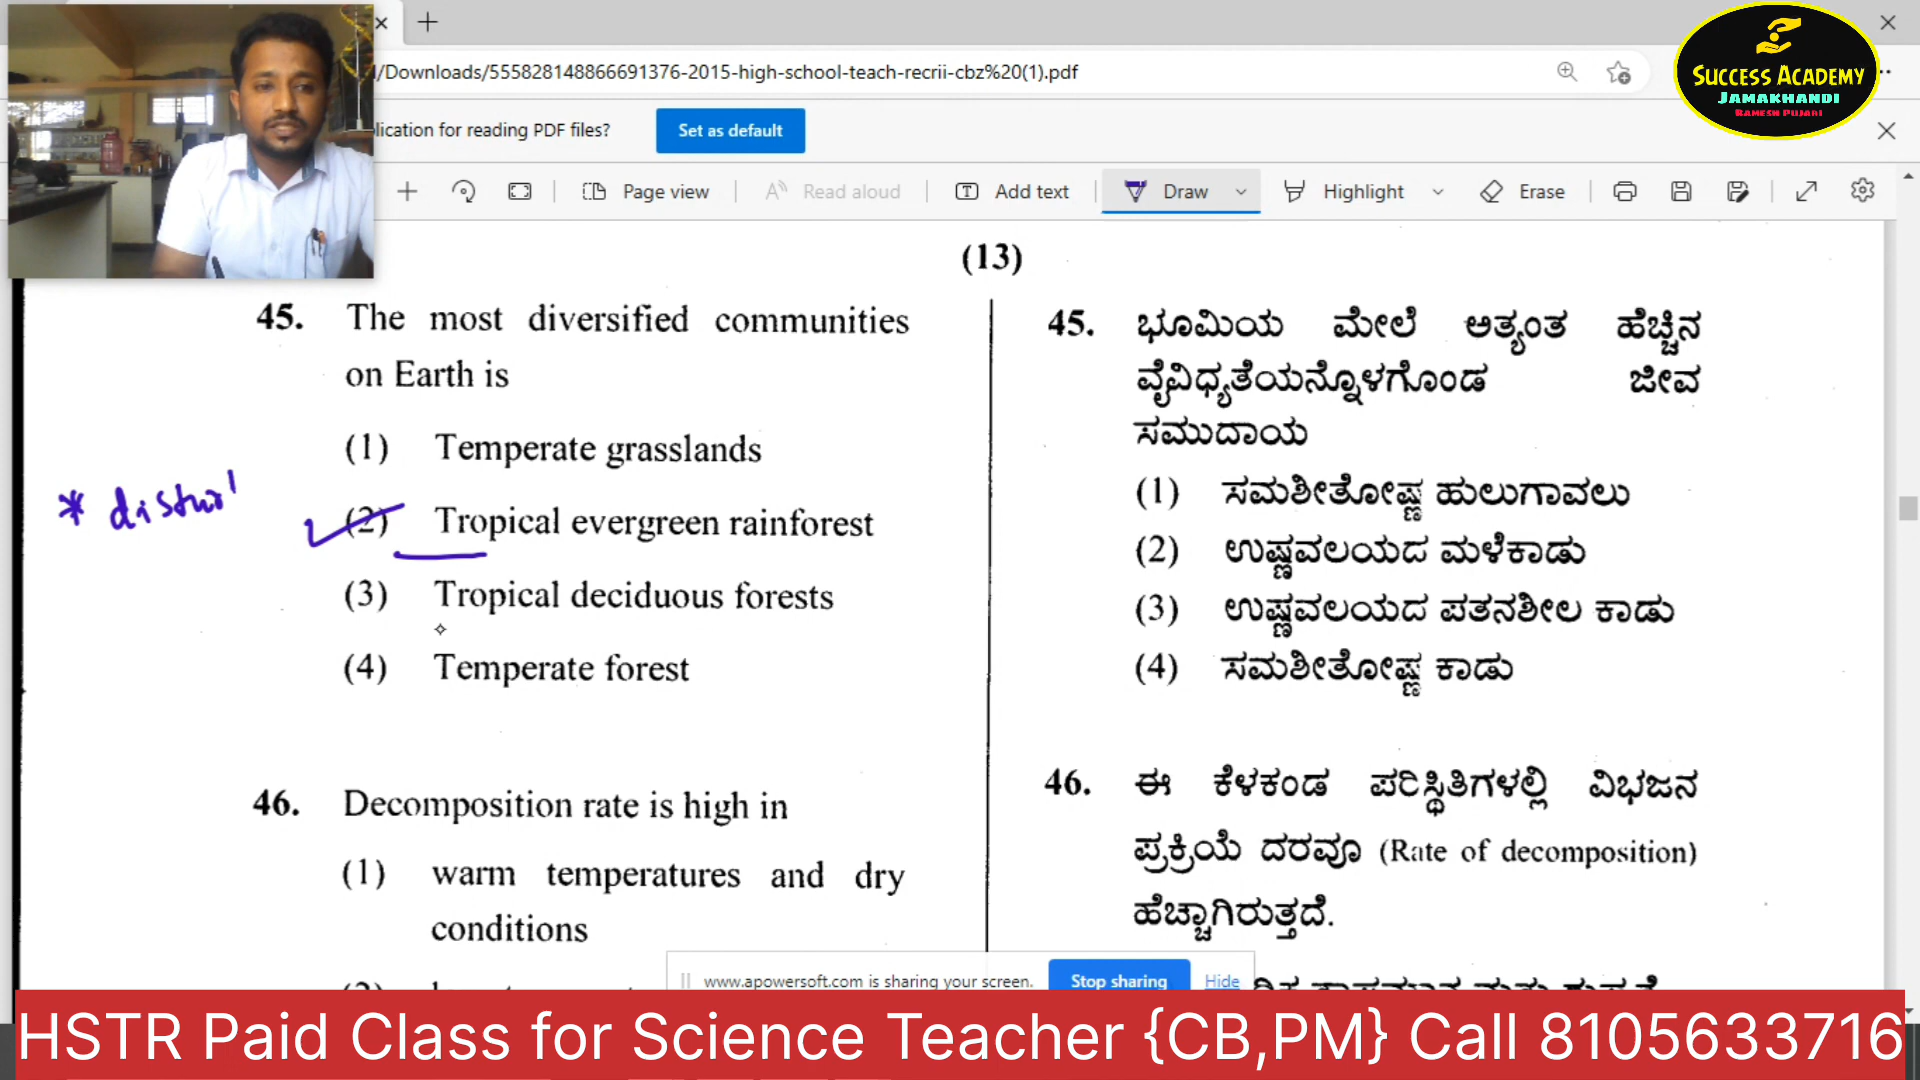 /Downloads/555828148866691376-2015-high-school-teach-recrii-cbz%20(1).pdf
SUCCESS ACADEMY
JAMAKHANDI
RAMESH PUJARI
lication for reading PDF files?
Set as default
Page view
Read aloud
Add text
Draw
Highlight
Erase
(13)
45. The most diversified communities
on Earth is
(1) Temperate grasslands
(2) Tropical evergreen rainforest
(3) Tropical deciduous forests
(4) Temperate forest
46. Decomposition rate is high in
(1) warm temperatures and dry
conditions
45. ಭೂಮಿಯ ಮೇಲೆ ಅತ್ಯಂತ ಹೆಚ್ಚಿನ
ವೈವಿಧ್ಯತೆಯನ್ನೊಳಗೊಂಡ ಜೀವ
ಸಮುದಾಯ
(1) ಸಮಶೀತೋಷ್ಣ ಹುಲುಗಾವಲು
(2) ಉಷ್ಣವಲಯದ ಮಳೆಕಾಡು
(3) ಉಷ್ಣವಲಯದ ಪತನಶೀಲ ಕಾಡು
(4) ಸಮಶೀತೋಷ್ಣ ಕಾಡು
46. ಈ ಕೆಳಕಂಡ ಪರಿಸ್ಥಿತಿಗಳಲ್ಲಿ ವಿಭಜನ
ಪ್ರಕ್ರಿಯೆ ದರವೂ (Rate of decomposition)
ಹೆಚ್ಚಾಗಿರುತ್ತದೆ.
www.apowersoft.com is sharing your screen.
Stop sharing
Hide
HSTR Paid Class for Science Teacher {CB,PM} Call 8105633716